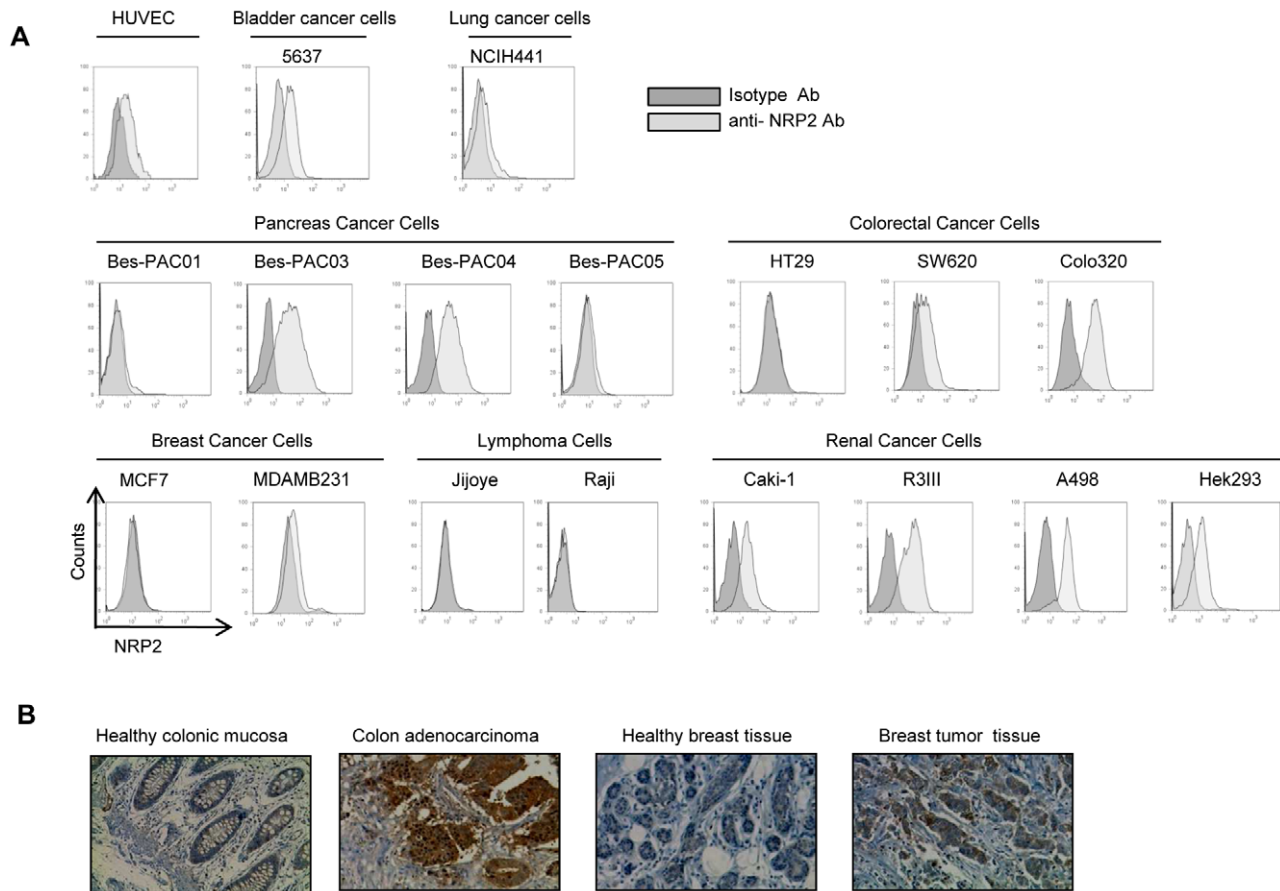 A
HUVEC
Bladder cancer cells
Lung cancer cells
5637
NCIH441
Isotype Ab
anti- NRP2 Ab
Pancreas Cancer Cells
Colorectal Cancer Cells
Bes-PAC01
Bes-PAC03
Bes-PAC04
Bes-PAC05
HT29
SW620
Colo320
Breast Cancer Cells
Lymphoma Cells
Renal Cancer Cells
MCF7
MDAMB231
Jijoye
Raji
Caki-1
R3III
A498
Hek293
Counts
NRP2
B
Healthy colonic mucosa
Colon adenocarcinoma
Healthy breast tissue
Breast tumor tissue